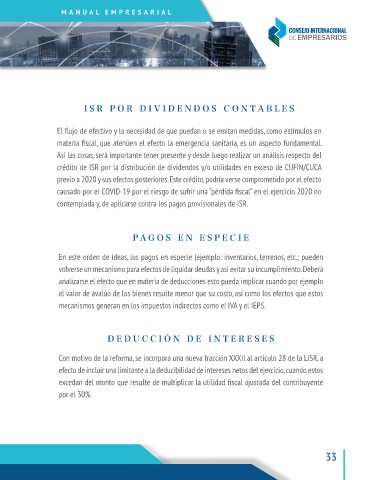 MANUAL EMPRESARIAL
CONSEJO INTERNACIONAL
DE EMPRESARIOS
ISR POR DIVIDENDOS CONTABLES
El flujo de efectivo y la necesidad de que puedan o se emitan medidas, como estímulos en
materia fiscal, que atenúen el efecto la emergencia sanitaria, es un aspecto fundamental.
Así las cosas, será importante tener presente y desde luego realizar un análisis respecto del
crédito de ISR por la distribución de dividendos y/o utilidades en exceso de CUFIN/CUCA
previo a 2020 y sus efectos posteriores. Este crédito, podría verse comprometido por el efecto
causado por el COVID-19 por el riesgo de sufrir una "pérdida fiscal" en el ejercicio 2020 no
contemplada y, de aplicarse contra los pagos provisionales de ISR.
PAGOS EN ESPECIE
En este orden de ideas, los pagos en especie (ejemplo: inventarios, terrenos, etc.; pueden
volverse un mecanismo para efectos de liquidar deudas y así evitar su incumplimiento. Deberá
analizarse el efecto que en materia de deducciones esto pueda implicar cuando por ejemplo
el valor de avalúo de los bienes resulte menor que su costo, así como los efectos que estos
mecanismos generan en los impuestos indirectos como el IVA y el IEPS.
DEDUCCIÓN DE INTERESES
Con motivo de la reforma, se incorpora una nueva fracción XXXII al artículo 28 de la LISR, a
efecto de incluir una limitante a la deducibilidad de intereses netos del ejercicio, cuando estos
excedan del monto que resulte de multiplicar la utilidad fiscal ajustada del contribuyente
por el 30%.
33